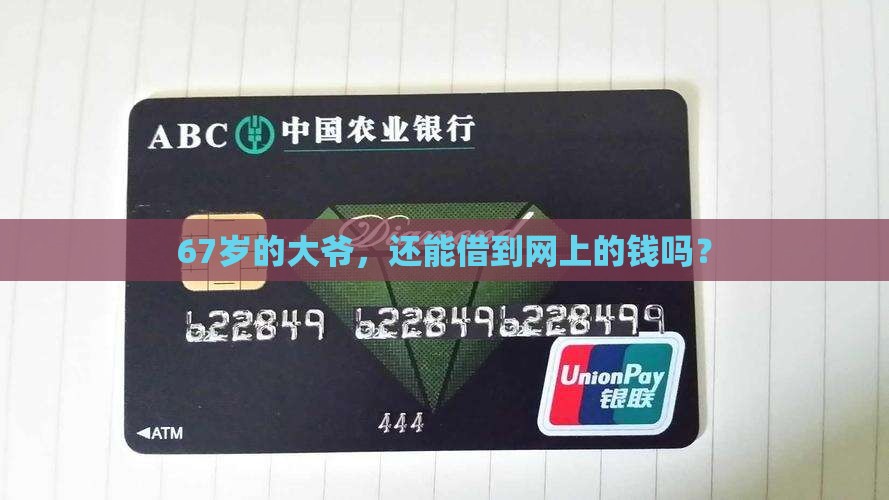 ABC 中国农业银行
Diamond
67岁的大爷，还能借到网上的钱吗？
622849 6228496228499
UnionPay
银联
444
◀ATM